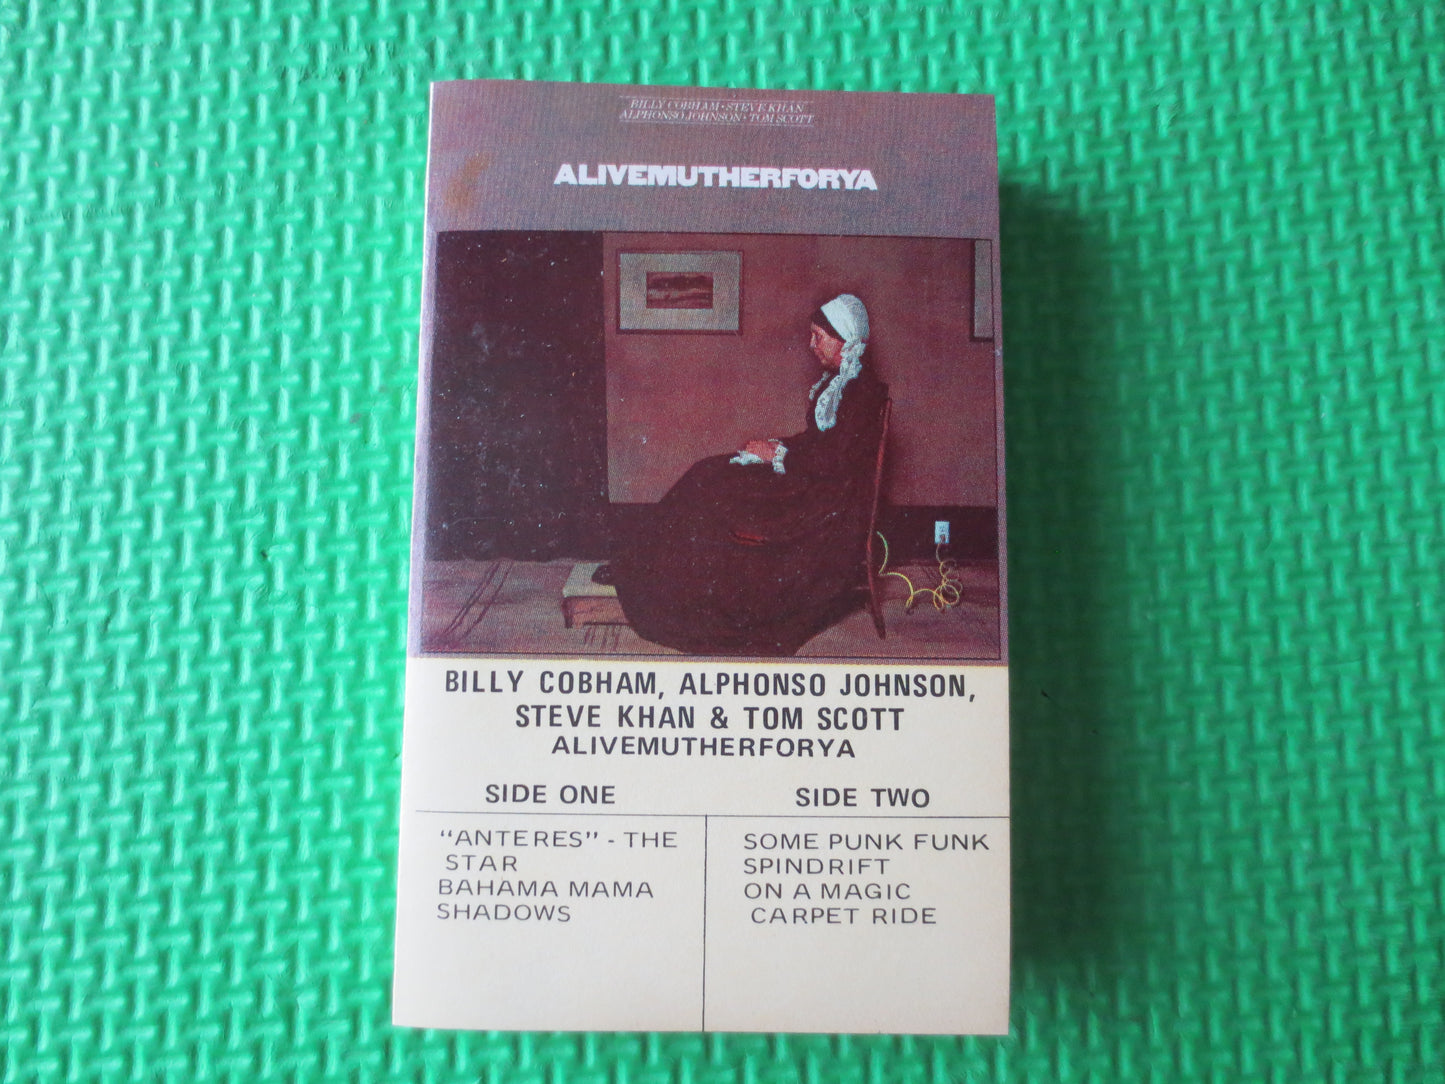 BILLY COBHAM • STEVE KHAN
ALPHONSO JOHNSON • TOM SCOTT
ALIVEMUTHERFORYA
BILLY COBHAM, ALPHONSO JOHNSON,
STEVE KHAN & TOM SCOTT
ALIVEMUTHERFORYA
SIDE ONE
"ANTERES" - THE
STAR
BAHAMA MAMA
SHADOWS
SIDE TWO
SOME PUNK FUNK
SPINDRIFT
ON A MAGIC
CARPET RIDE